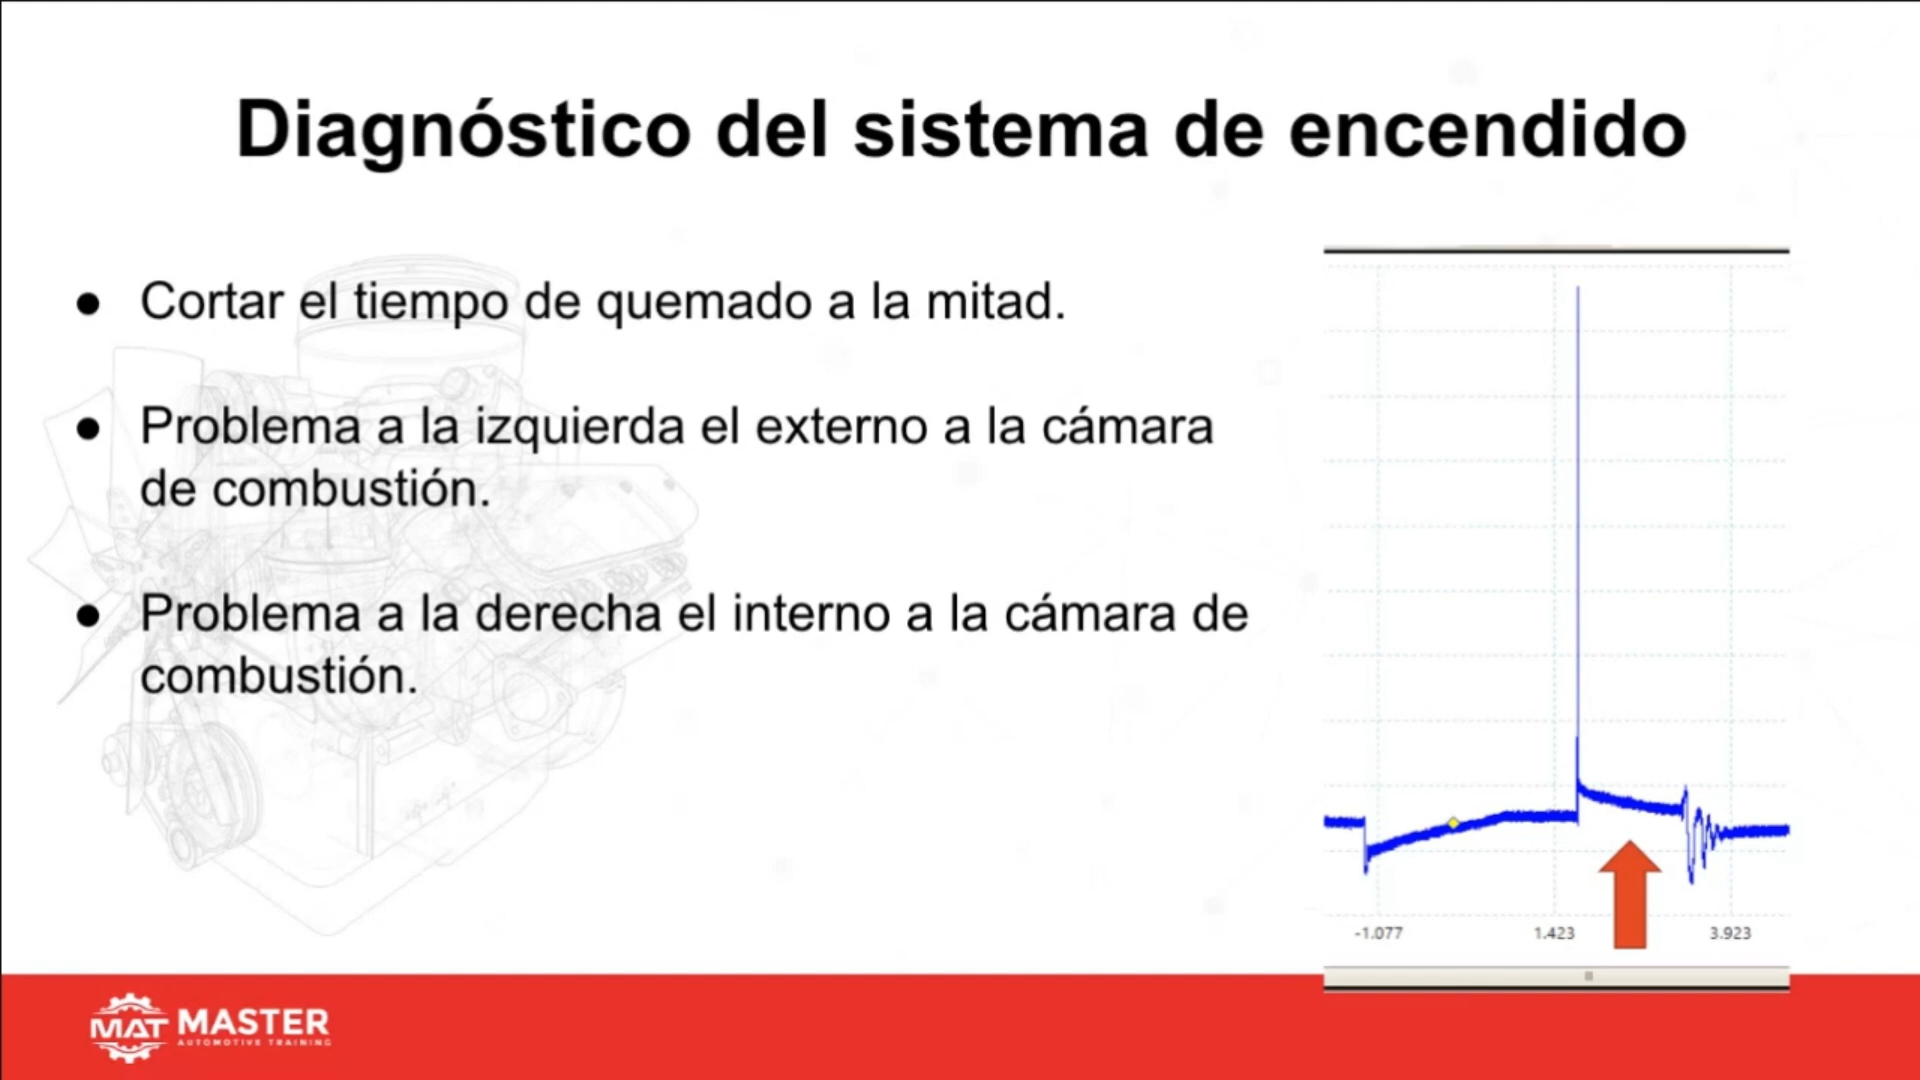 Diagnóstico del sistema de encendido
● Cortar el tiempo de quemado a la mitad.
● Problema a la izquierda el externo a la cámara
de combustión.
● Problema a la derecha el interno a la cámara de
combustión.
-1.077 1.423 3.923
MAT MASTER
AUTOMOTIVE TRAINING